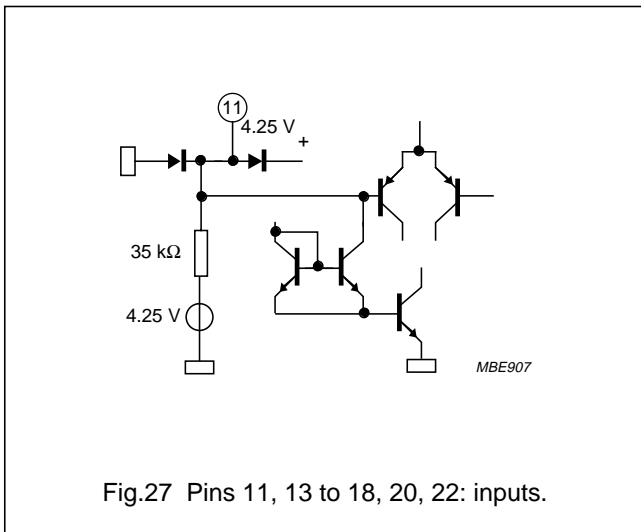 11
4.25 V
+
35 kΩ
4.25 V
MBE907
Fig.27 Pins 11, 13 to 18, 20, 22: inputs.